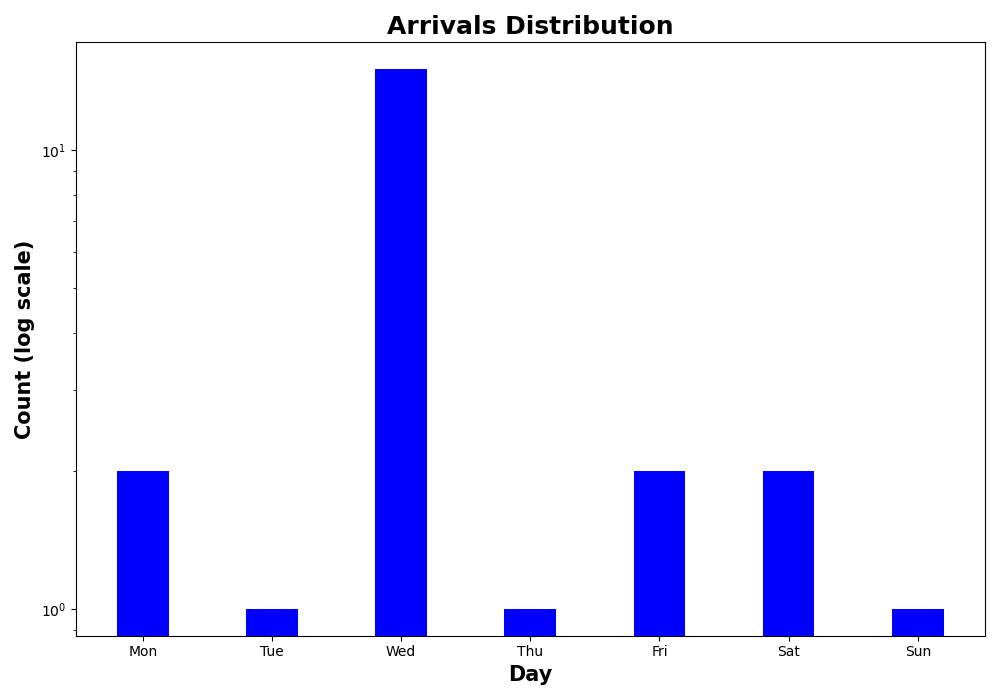 Arrivals Distribution
Count (log scale)
10¹
10⁰
Mon Tue Wed Thu Fri Sat Sun
Day